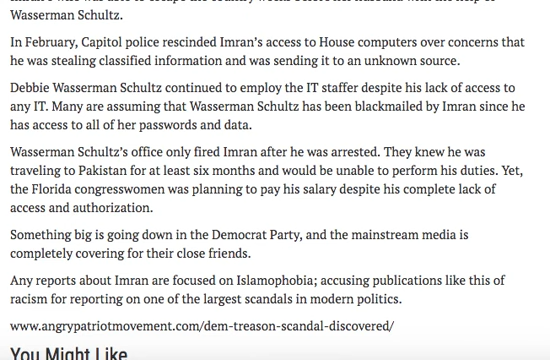 Wasserman Schultz.
In February, Capitol police rescinded Imran's access to House computers over concerns that
he was stealing classified information and was sending it to an unknown source.
Debbie Wasserman Schultz continued to employ the IT staffer despite his lack of access to
any IT. Many are assuming that Wasserman Schultz has been blackmailed by Imran since he
has access to all of her passwords and data.
Wasserman Schultz's office only fired Imran after he was arrested. They knew he was
traveling to Pakistan for at least six months and would be unable to perform his duties. Yet,
the Florida congresswomen was planning to pay his salary despite his complete lack of
access and authorization.
Something big is going down in the Democrat Party, and the mainstream media is
completely covering for their close friends.
Any reports about Imran are focused on Islamophobia; accusing publications like this of
racism for reporting on one of the largest scandals in modern politics.
www.angrypatriotmovement.com/dem-treason-scandal-discovered/
You Might Like